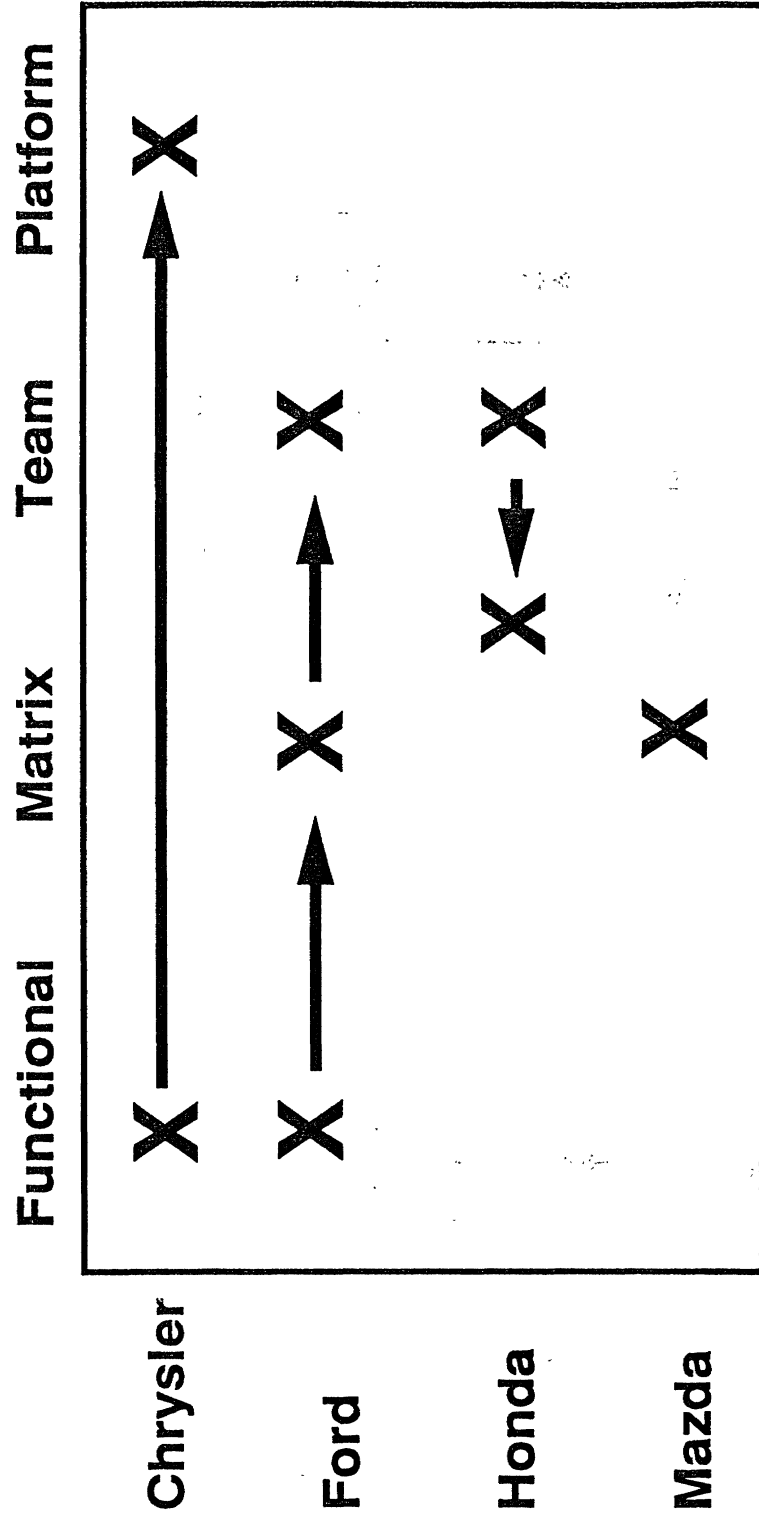 Functional Matrix Team Platform
Chrysler X X
Ford X X X
Honda X X
Mazda X